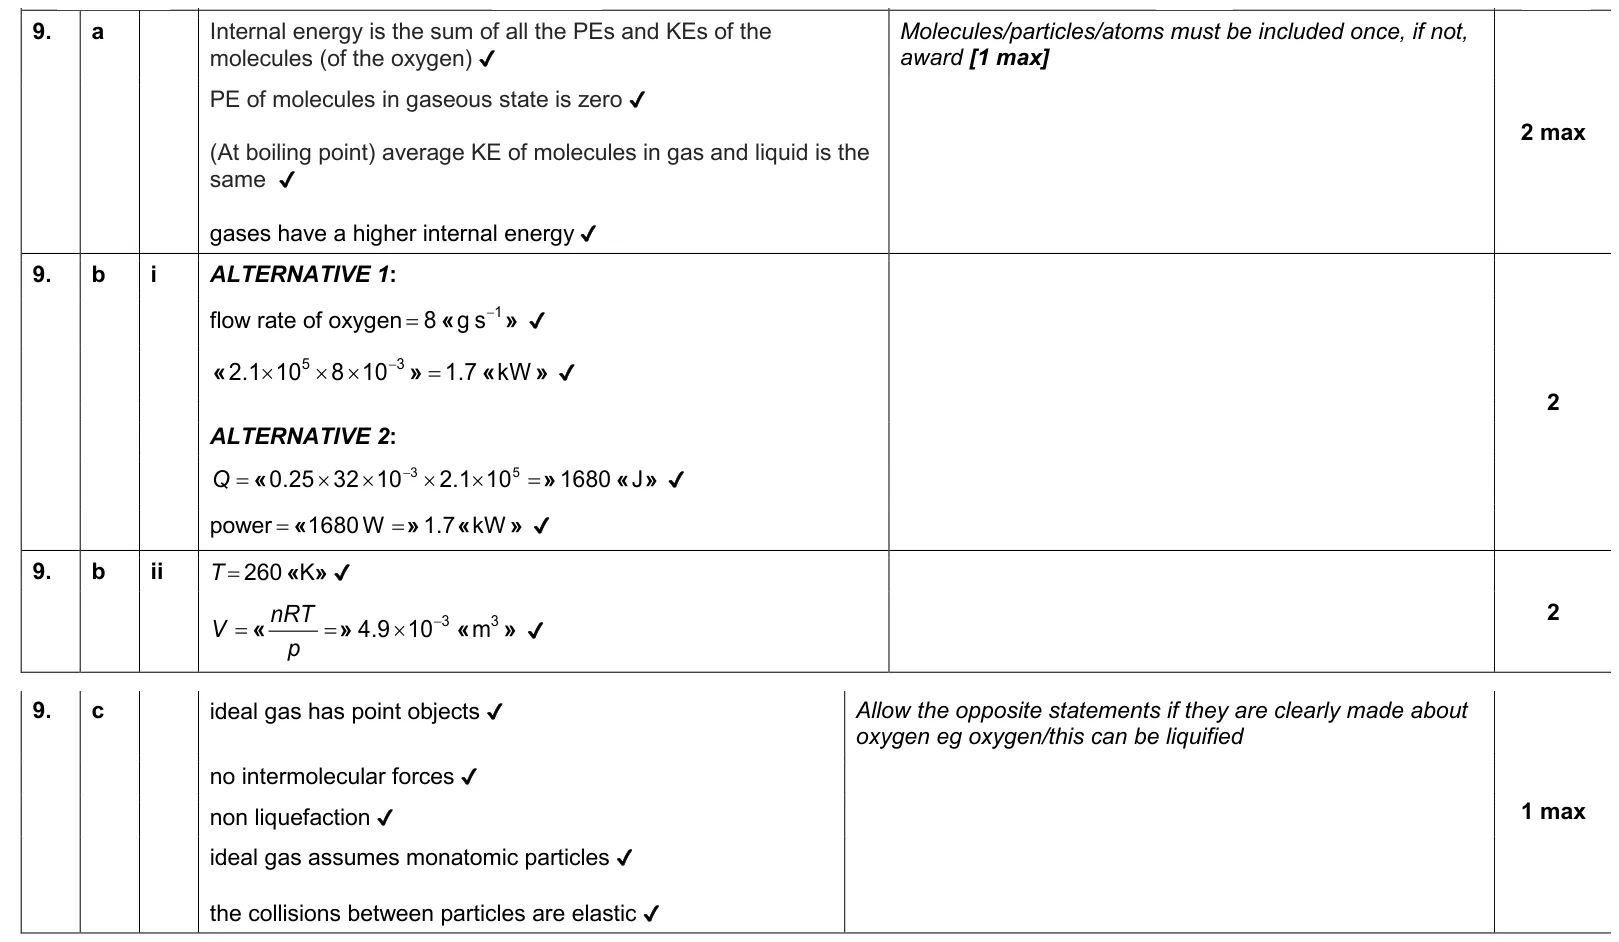 9. a Internal energy is the sum of all the PEs and KEs of the Molecules/particles/atoms must be included once, if not,
molecules (of the oxygen) ✔ award [1 max]
PE of molecules in gaseous state is zero ✔
2 max
(At boiling point) average KE of molecules in gas and liquid is the
same ✔
gases have a higher internal energy ✔
9. b i ALTERNATIVE 1:
flow rate of oxygen = 8 «g s⁻¹» ✔
«2.1×10⁵ × 8×10⁻³» = 1.7 «kW» ✔
2
ALTERNATIVE 2:
Q = «0.25×32×10⁻³ × 2.1×10⁵ =» 1680 «J» ✔
power = «1680 W =» 1.7 «kW» ✔
9. b ii T = 260 «K» ✔
V = «nRT/p =» 4.9×10⁻³ «m³» ✔
2
9. c ideal gas has point objects ✔ Allow the opposite statements if they are clearly made about
oxygen eg oxygen/this can be liquified
no intermolecular forces ✔
non liquefaction ✔
1 max
ideal gas assumes monatomic particles ✔
the collisions between particles are elastic ✔